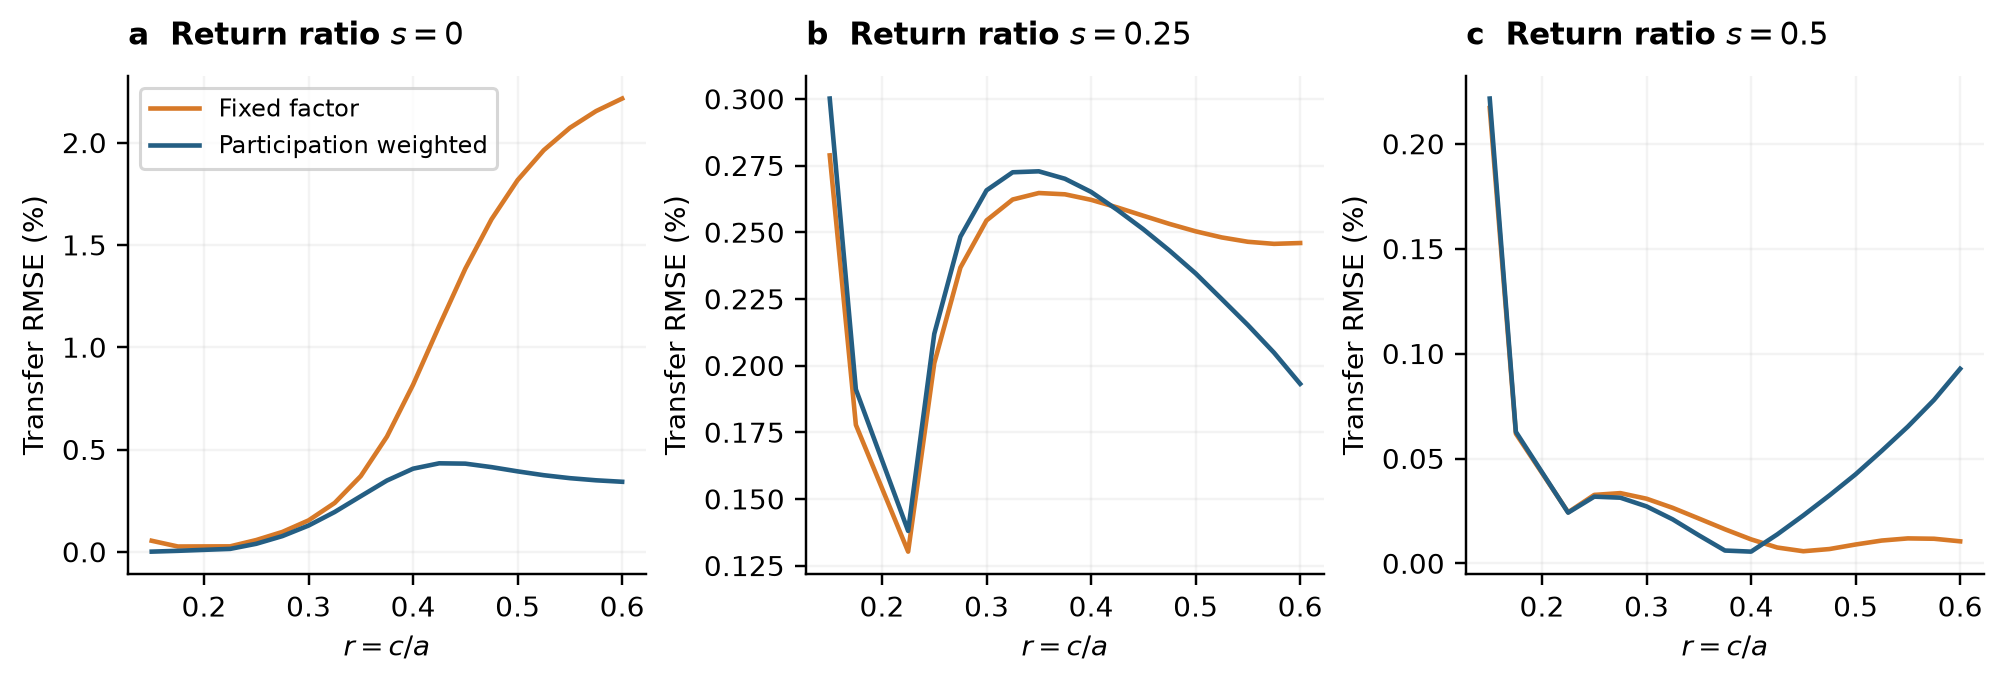 a Return ratio s = 0
Transfer RMSE (%)
2.0
1.5
1.0
0.5
0.0
Fixed factor
Participation weighted
0.2 0.3 0.4 0.5 0.6
r = c/a
b Return ratio s = 0.25
Transfer RMSE (%)
0.300
0.275
0.250
0.225
0.200
0.175
0.150
0.125
0.2 0.3 0.4 0.5 0.6
r = c/a
c Return ratio s = 0.5
Transfer RMSE (%)
0.20
0.15
0.10
0.05
0.00
0.2 0.3 0.4 0.5 0.6
r = c/a